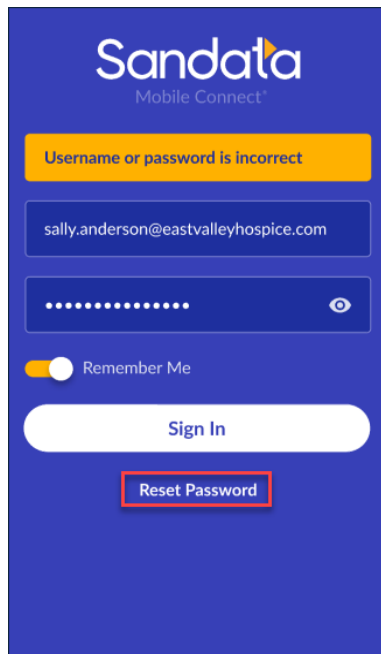 Sandata
Mobile Connect
Username or password is incorrect
sally.anderson@eastvalleyhospice.com
•••••••••••••••
Remember Me
Sign In
Reset Password